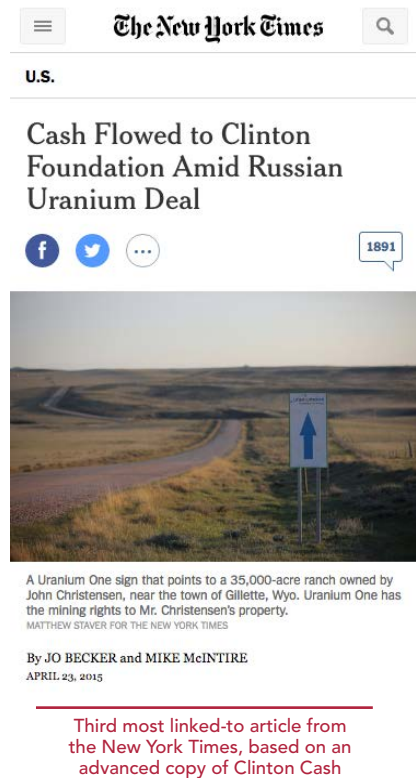 The New York Times
U.S.
Cash Flowed to Clinton
Foundation Amid Russian
Uranium Deal
1891
A Uranium One sign that points to a 35,000-acre ranch owned by
John Christensen, near the town of Gillette, Wyo. Uranium One has
the mining rights to Mr. Christensen's property.
MATTHEW STAVER FOR THE NEW YORK TIMES
By JO BECKER and MIKE McINTIRE
APRIL 23, 2015
Third most linked-to article from
the New York Times, based on an
advanced copy of Clinton Cash